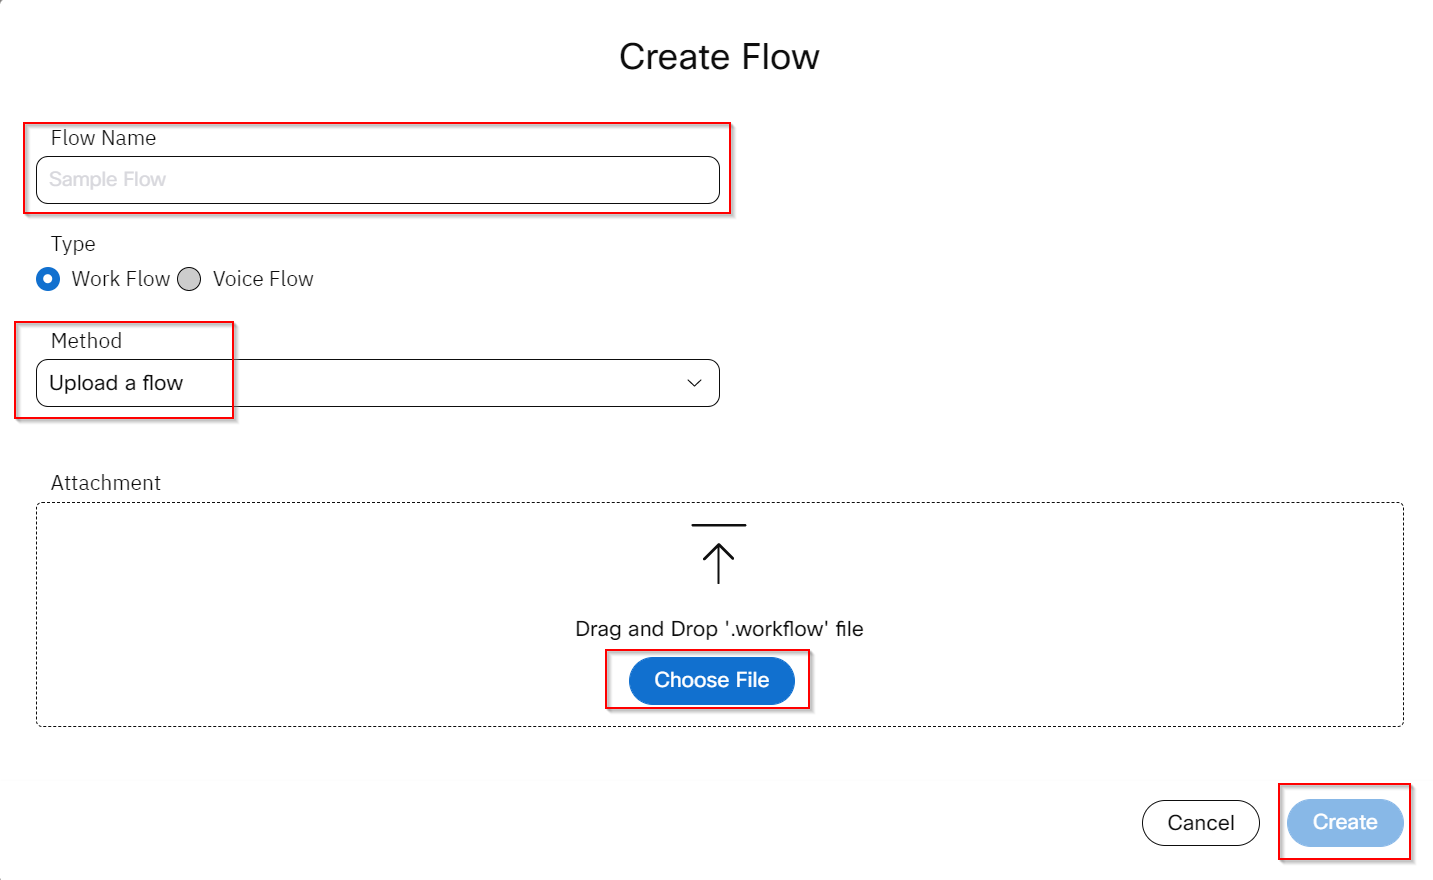 Create Flow
Flow Name
Sample Flow
Type
Work Flow Voice Flow
Method
Upload a flow
Attachment
Drag and Drop '.workflow' file
Choose File
Cancel Create